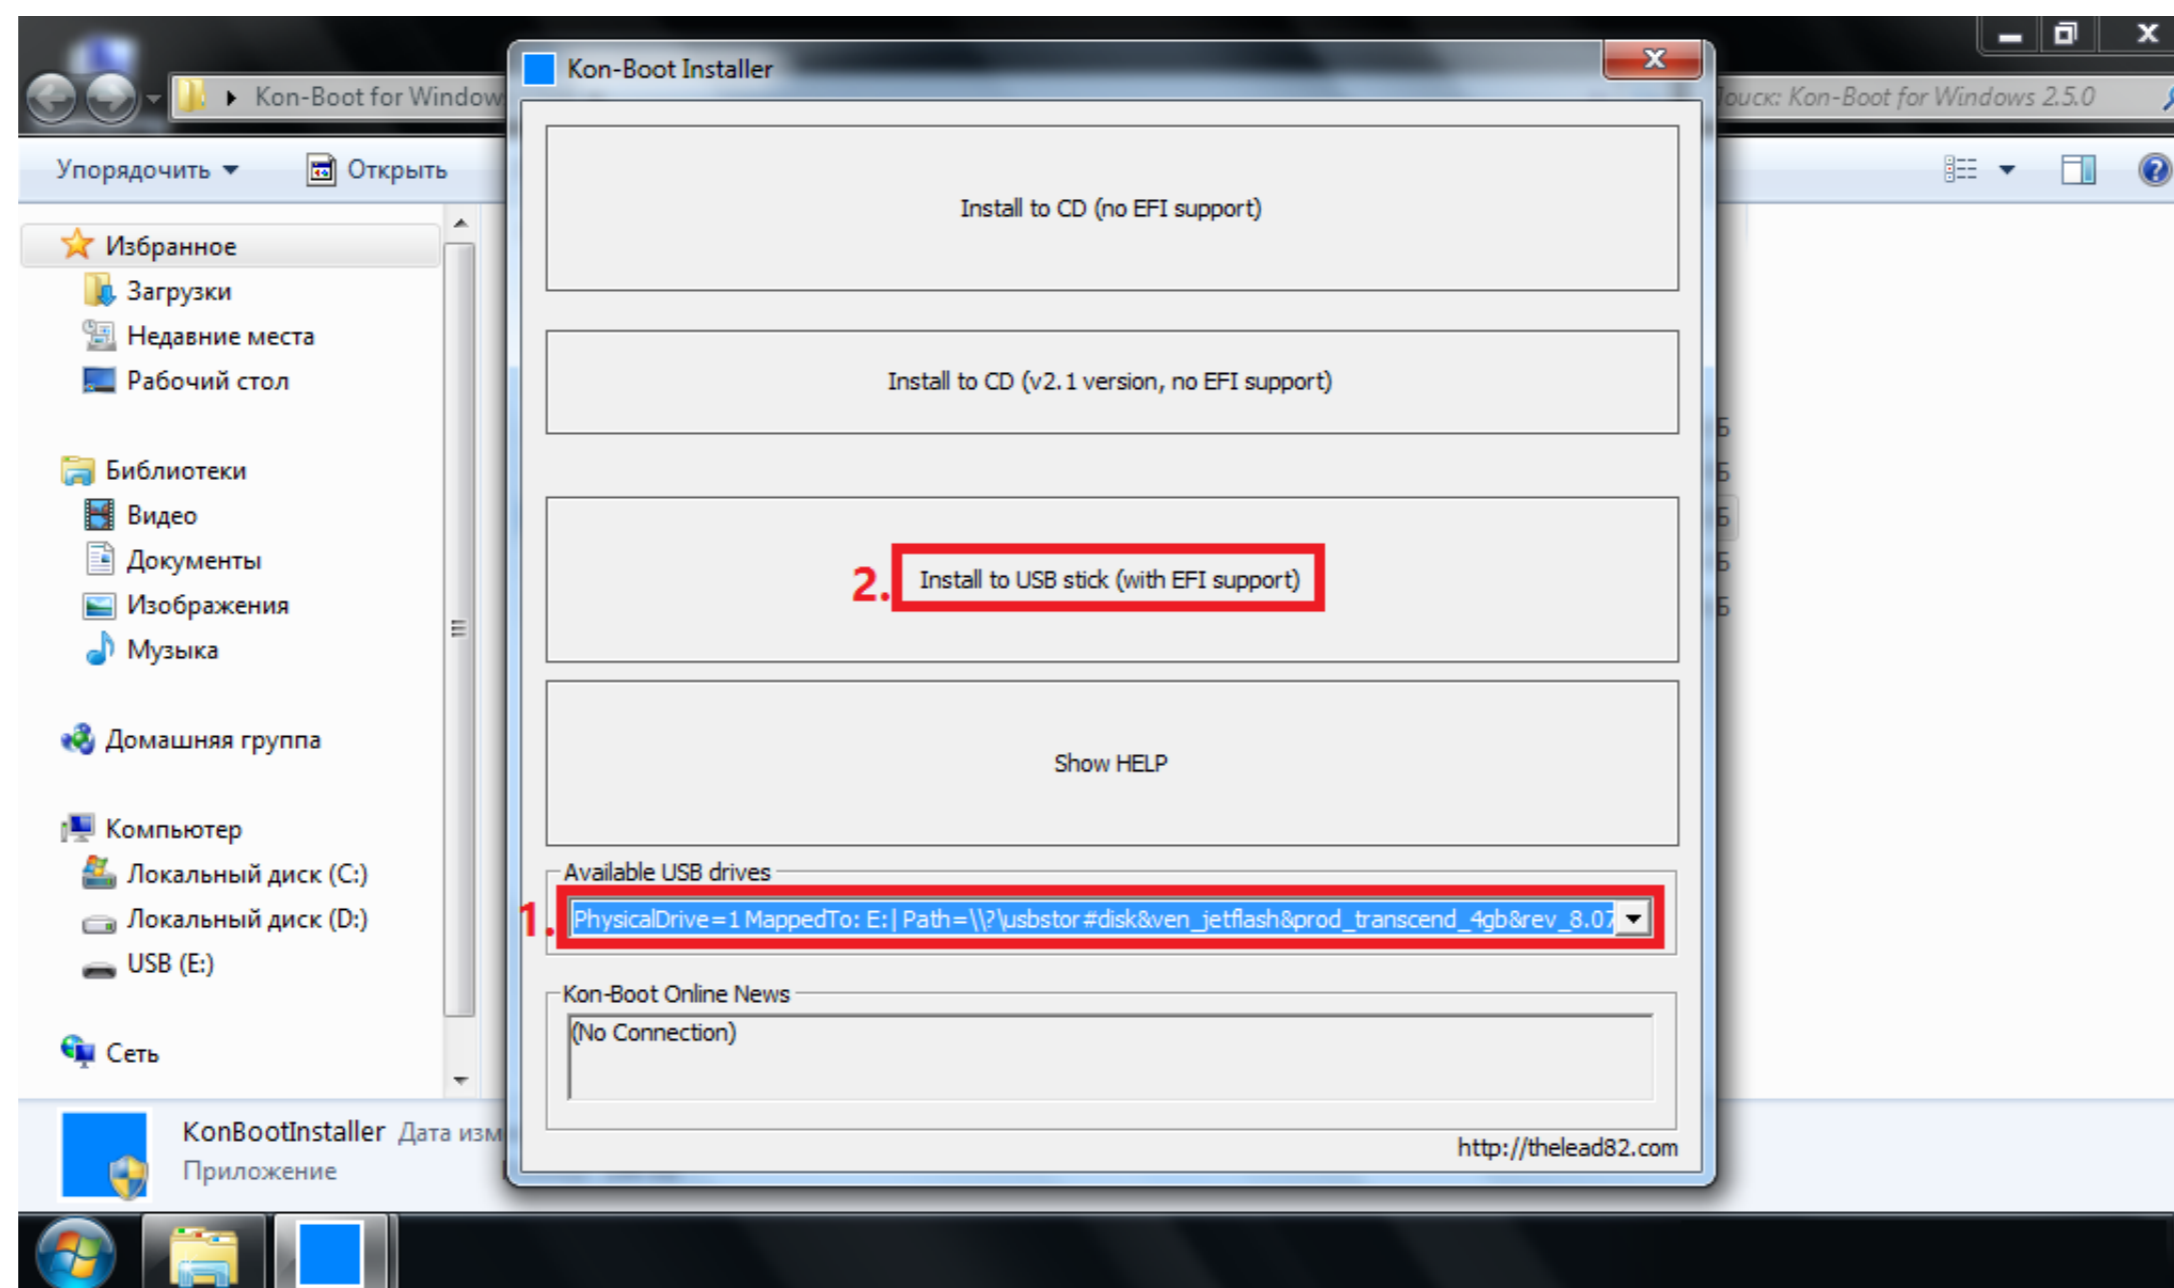 Kon-Boot Installer
Kon-Boot for Window
Поиск: Kon-Boot for Windows 2.5.0
Упорядочить
Открыть
Избранное
Загрузки
Недавние места
Рабочий стол
Библиотеки
Видео
Документы
Изображения
Музыка
Домашняя группа
Компьютер
Локальный диск (C:)
Локальный диск (D:)
USB (E:)
Сеть
Install to CD (no EFI support)
Install to CD (v2.1 version, no EFI support)
2. Install to USB stick (with EFI support)
Show HELP
Available USB drives
1. PhysicalDrive=1 MappedTo: E:| Path=\\?\usbstor#disk&ven_jetflash&prod_transcend_4gb&rev_8.07
Kon-Boot Online News
(No Connection)
http://thelead82.com
Б
Б
Б
Б
Б
KonBootInstaller Дата изм
Приложение